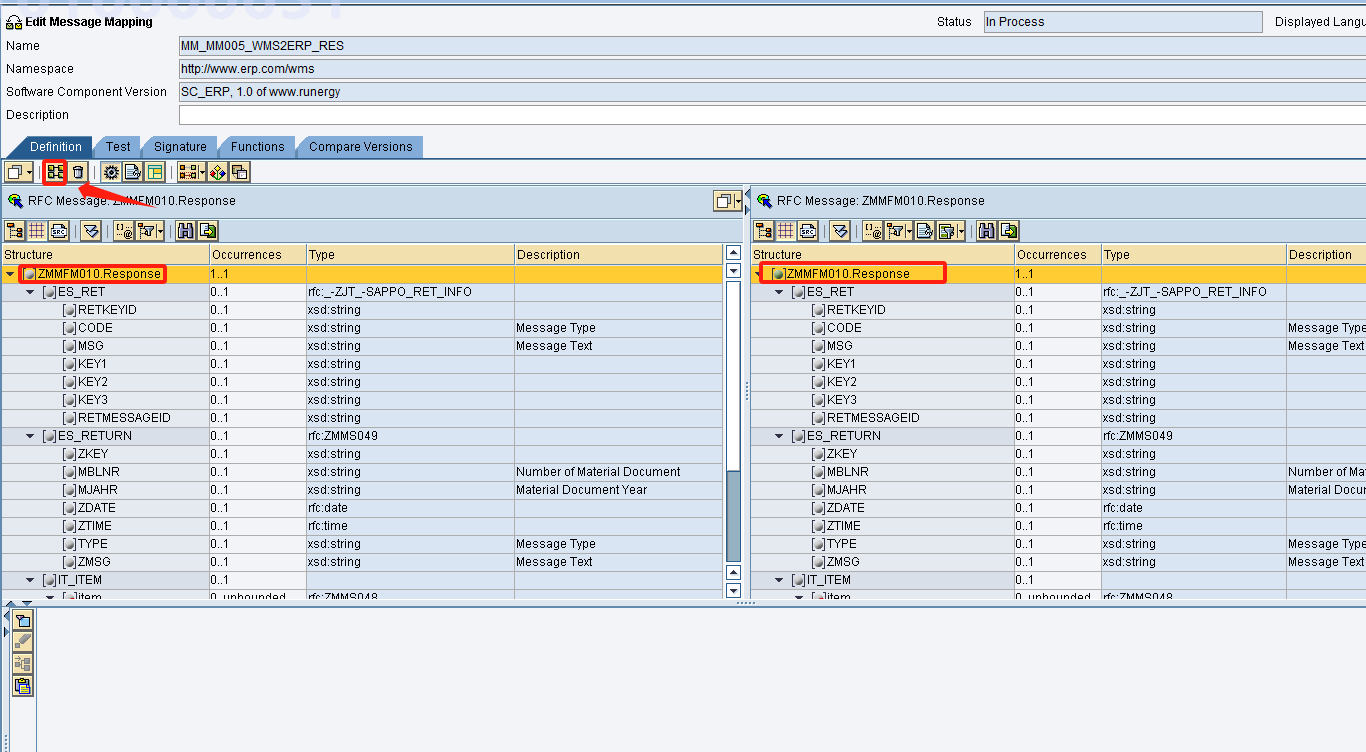 Edit Message Mapping Status In Process Displayed Langu
Name MM_MM005_WMS2ERP_RES
Namespace http://www.erp.com/wms
Software Component Version SC_ERP, 1.0 of www.runergy
Description
Definition Test Signature Functions Compare Versions
RFC Message: ZMMFM010.Response RFC Message: ZMMFM010.Response
Structure Occurrences Type Description Structure Occurrences Type Description
ZMMFM010.Response 1..1 ZMMFM010.Response 1..1
ES_RET 0..1 rfc:_-ZJT_-SAPPO_RET_INFO ES_RET 0..1 rfc:_-ZJT_-SAPPO_RET_INFO
RETKEYID 0..1 xsd:string RETKEYID 0..1 xsd:string
CODE 0..1 xsd:string Message Type CODE 0..1 xsd:string Message Type
MSG 0..1 xsd:string Message Text MSG 0..1 xsd:string Message Text
KEY1 0..1 xsd:string KEY1 0..1 xsd:string
KEY2 0..1 xsd:string KEY2 0..1 xsd:string
KEY3 0..1 xsd:string KEY3 0..1 xsd:string
RETMESSAGEID 0..1 xsd:string RETMESSAGEID 0..1 xsd:string
ES_RETURN 0..1 rfc:ZMMS049 ES_RETURN 0..1 rfc:ZMMS049
ZKEY 0..1 xsd:string ZKEY 0..1 xsd:string
MBLNR 0..1 xsd:string Number of Material Document MBLNR 0..1 xsd:string Number of Ma
MJAHR 0..1 xsd:string Material Document Year MJAHR 0..1 xsd:string Material Docu
ZDATE 0..1 rfc:date ZDATE 0..1 rfc:date
ZTIME 0..1 rfc:time ZTIME 0..1 rfc:time
TYPE 0..1 xsd:string Message Type TYPE 0..1 xsd:string Message Type
ZMSG 0..1 xsd:string Message Text ZMSG 0..1 xsd:string Message Text
IT_ITEM 0..1 IT_ITEM 0..1
item 0..unbounded rfc:ZMMS048 item 0..unbounded rfc:ZMMS048